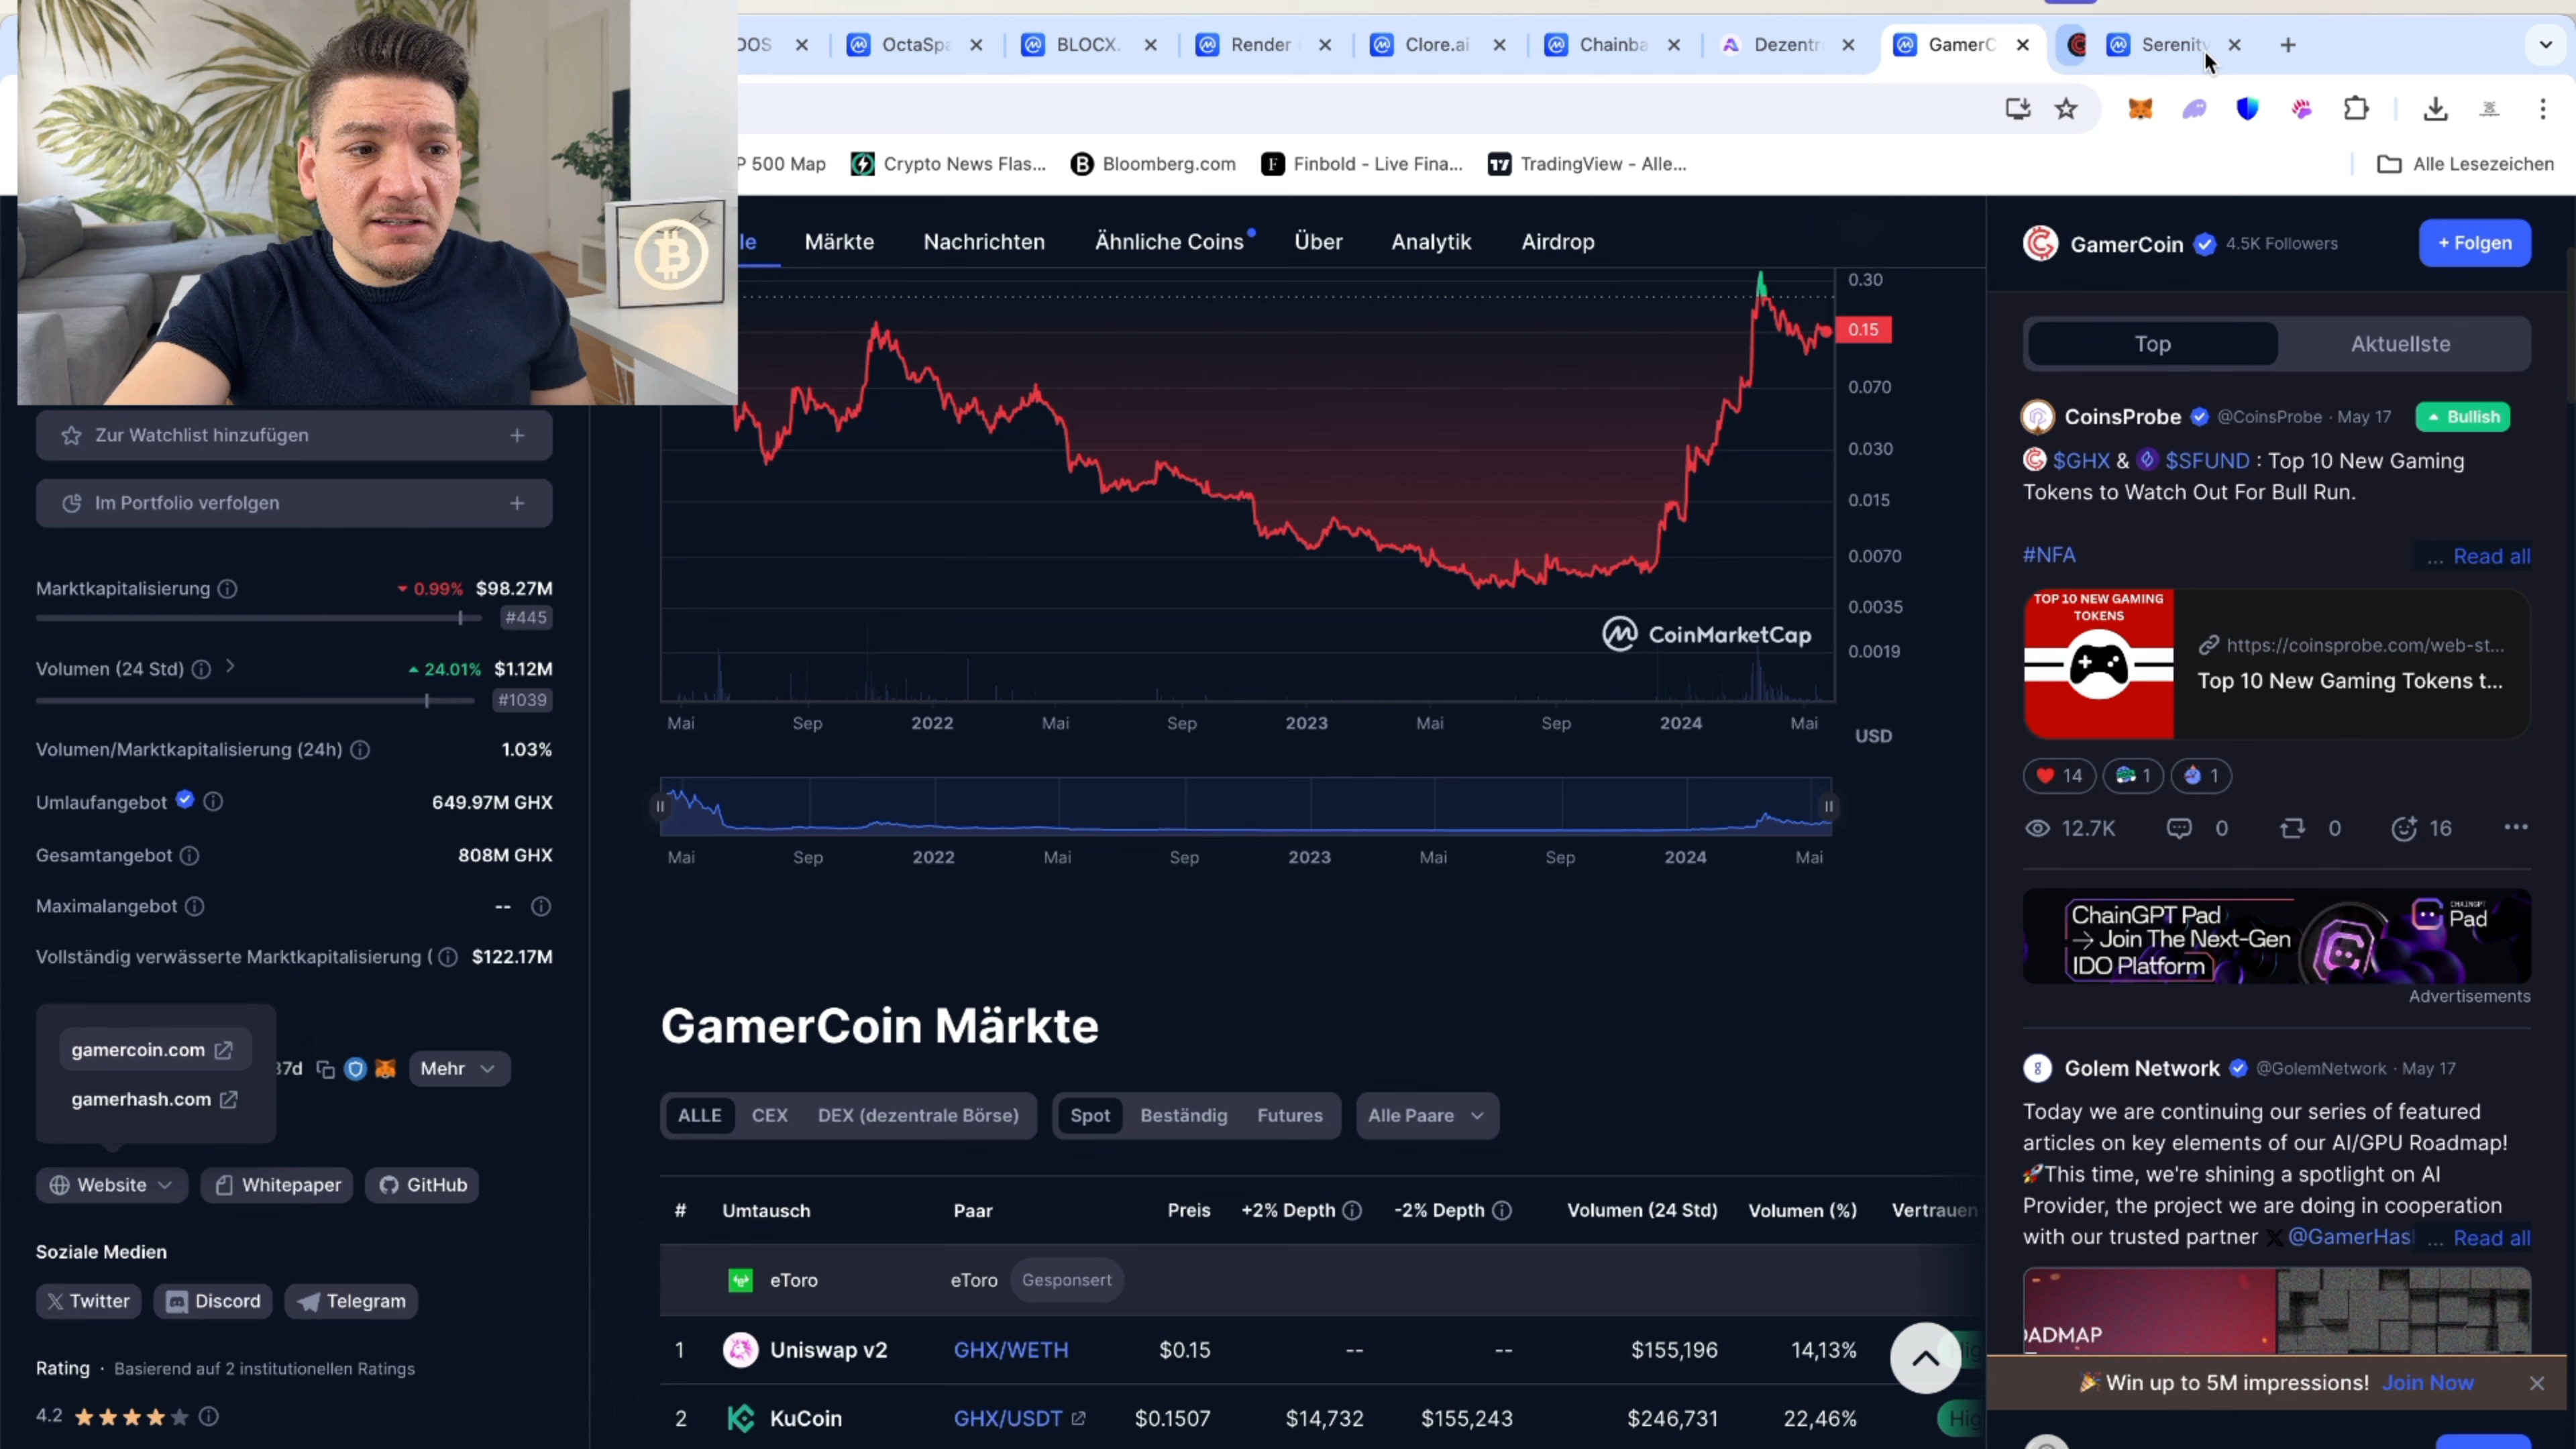 DOS
OctaSpa
BLOCX.
Render
Clore.ai
Chainba
Dezentr
GamerC
Serenity
P 500 Map
Crypto News Flas...
Bloomberg.com
Finbold - Live Fina...
TradingView - Alle...
Alle Lesezeichen
le
Märkte
Nachrichten
Ähnliche Coins
Über
Analytik
Airdrop
Zur Watchlist hinzufügen
Im Portfolio verfolgen
Marktkapitalisierung
0.99% $98.27M
#445
Volumen (24 Std)
24.01% $1.12M
#1039
Volumen/Marktkapitalisierung (24h)
1.03%
Umlaufangebot
649.97M GHX
Gesamtangebot
808M GHX
Maximalangebot
--
Vollständig verwässerte Marktkapitalisierung (
$122.17M
gamercoin.com
gamerhash.com
37d
Mehr
Website
Whitepaper
GitHub
Soziale Medien
Twitter
Discord
Telegram
Rating · Basierend auf 2 institutionellen Ratings
4.2
0.30
0.15
0.070
0.030
0.015
0.0070
0.0035
0.0019
CoinMarketCap
Mai Sep 2022 Mai Sep 2023 Mai Sep 2024 Mai
USD
Mai Sep 2022 Mai Sep 2023 Mai Sep 2024 Mai
GamerCoin Märkte
ALLE CEX DEX (dezentrale Börse)
Spot Beständig Futures
Alle Paare
# Umtausch Paar Preis +2% Depth -2% Depth Volumen (24 Std) Volumen (%) Vertrauen
eToro eToro Gesponsert
1 Uniswap v2 GHX/WETH $0.15 -- -- $155,196 14,13%
2 KuCoin GHX/USDT $0.1507 $14,732 $155,243 $246,731 22,46% Hig
GamerCoin 4.5K Followers
+ Folgen
Top
Aktuellste
CoinsProbe @CoinsProbe · May 17 Bullish
$GHX & $SFUND : Top 10 New Gaming
Tokens to Watch Out For Bull Run.
#NFA
... Read all
TOP 10 NEW GAMING
TOKENS
https://coinsprobe.com/web-st...
Top 10 New Gaming Tokens t...
14 1 1
12.7K 0 0 16
ChainGPT Pad
→ Join The Next-Gen
IDO Platform
CHAINGPT
Pad
Advertisements
Golem Network @GolemNetwork · May 17
Today we are continuing our series of featured
articles on key elements of our AI/GPU Roadmap!
🚀This time, we're shining a spotlight on AI
Provider, the project we are doing in cooperation
with our trusted partner @GamerHas ... Read all
OADMAP
🎉 Win up to 5M impressions! Join Now